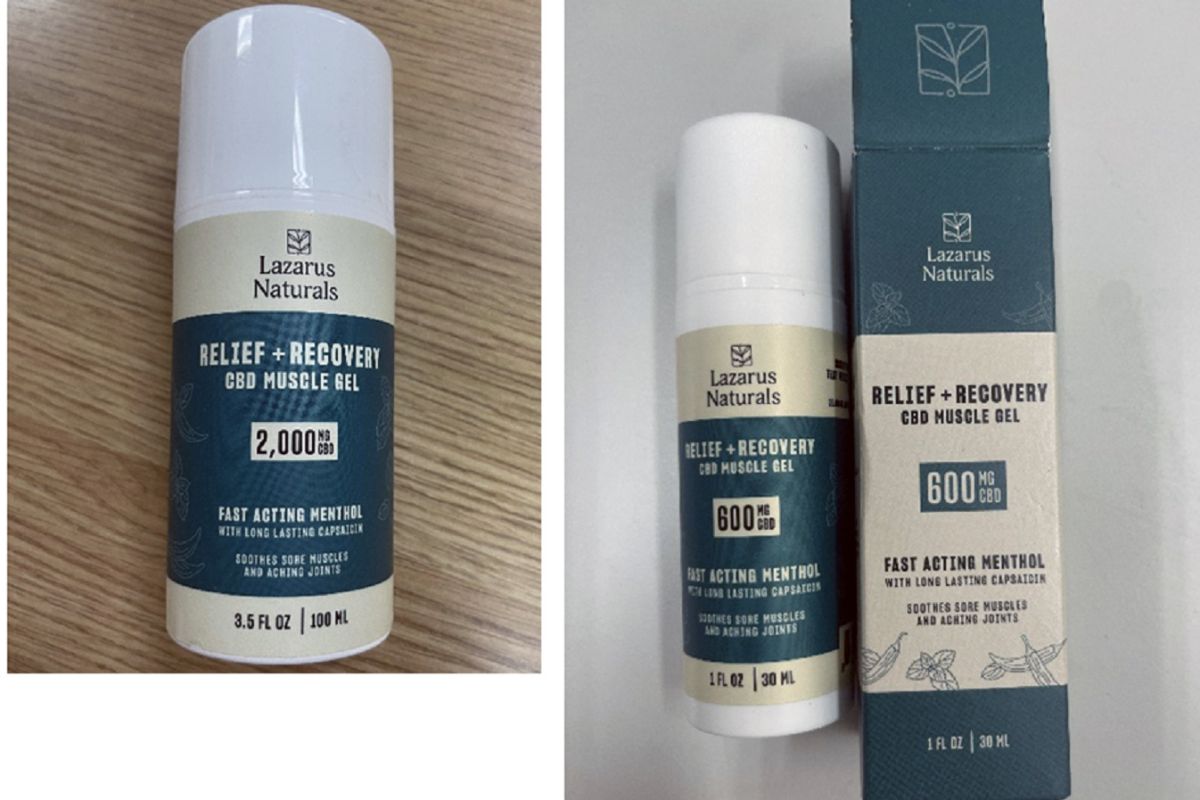 Lazarus
Naturals
RELIEF + RECOVERY
CBD MUSCLE GEL
2,000 MG CBD
FAST ACTING MENTHOL
WITH LONG LASTING CAPSAICIN
SOOTHES SORE MUSCLES
AND ACHING JOINTS
3.5 FL OZ | 100 ML
Lazarus
Naturals
RELIEF + RECOVERY
CBD MUSCLE GEL
600 MG CBD
FAST ACTING MENTHOL
WITH LONG LASTING CAPSAICIN
SOOTHES SORE MUSCLES
AND ACHING JOINTS
1 FL OZ | 30 ML
Lazarus
Naturals
RELIEF + RECOVERY
CBD MUSCLE GEL
600 MG CBD
FAST ACTING MENTHOL
WITH LONG LASTING CAPSAICIN
SOOTHES SORE MUSCLES
AND ACHING JOINTS
1 FL OZ | 30 ML